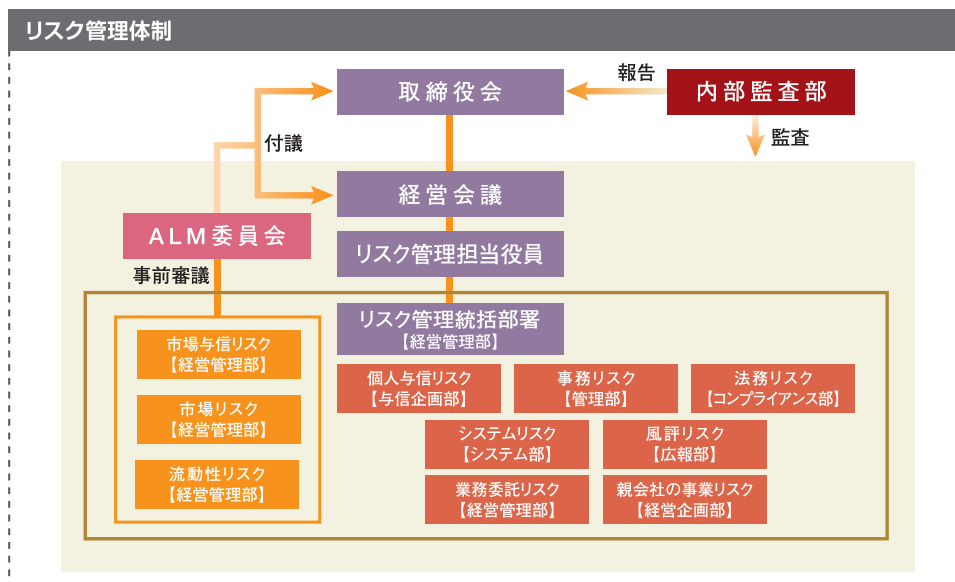 リスク管理体制
取締役会
報告
内部監査部
付議
監査
経営会議
ALM委員会
リスク管理担当役員
事前審議
リスク管理統括部署
【経営管理部】
市場与信リスク
【経営管理部】
市場リスク
【経営管理部】
流動性リスク
【経営管理部】
個人与信リスク
【与信企画部】
事務リスク
【管理部】
法務リスク
【コンプライアンス部】
システムリスク
【システム部】
風評リスク
【広報部】
業務委託リスク
【経営管理部】
親会社の事業リスク
【経営企画部】